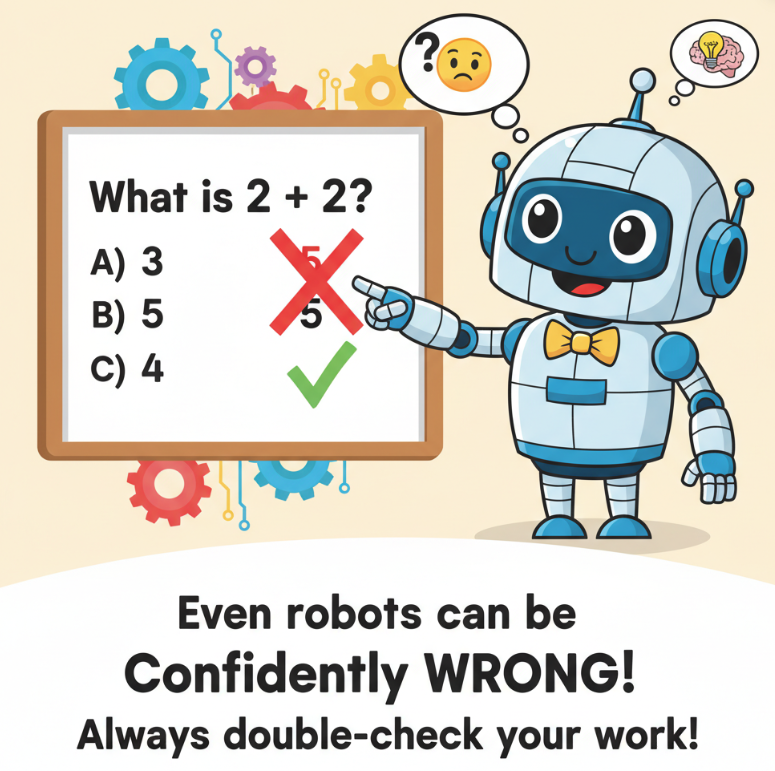 ?
What is 2 + 2?
A) 3 5
B) 5 5
C) 4
Even robots can be
Confidently WRONG!
Always double-check your work!